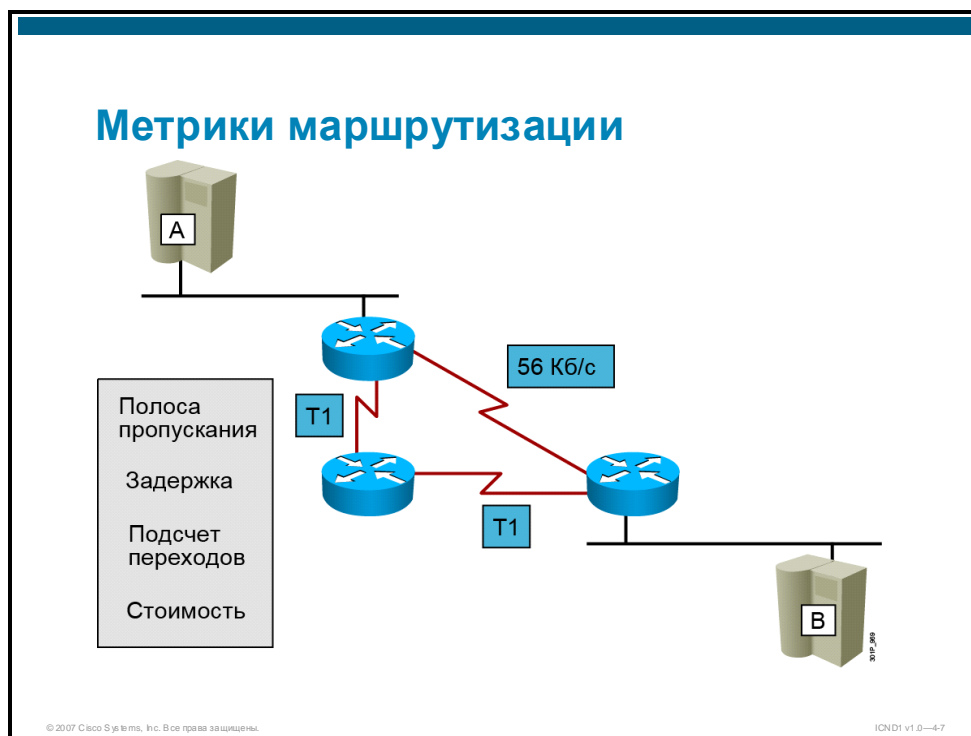 Метрики маршрутизации
A
56 Кб/с
T1
Полоса
пропускания
Задержка
Подсчет
переходов
Стоимость
T1
B
301P_969
© 2007 Cisco Systems, Inc. Все права защищены.
ICND1 v1.0—4-7